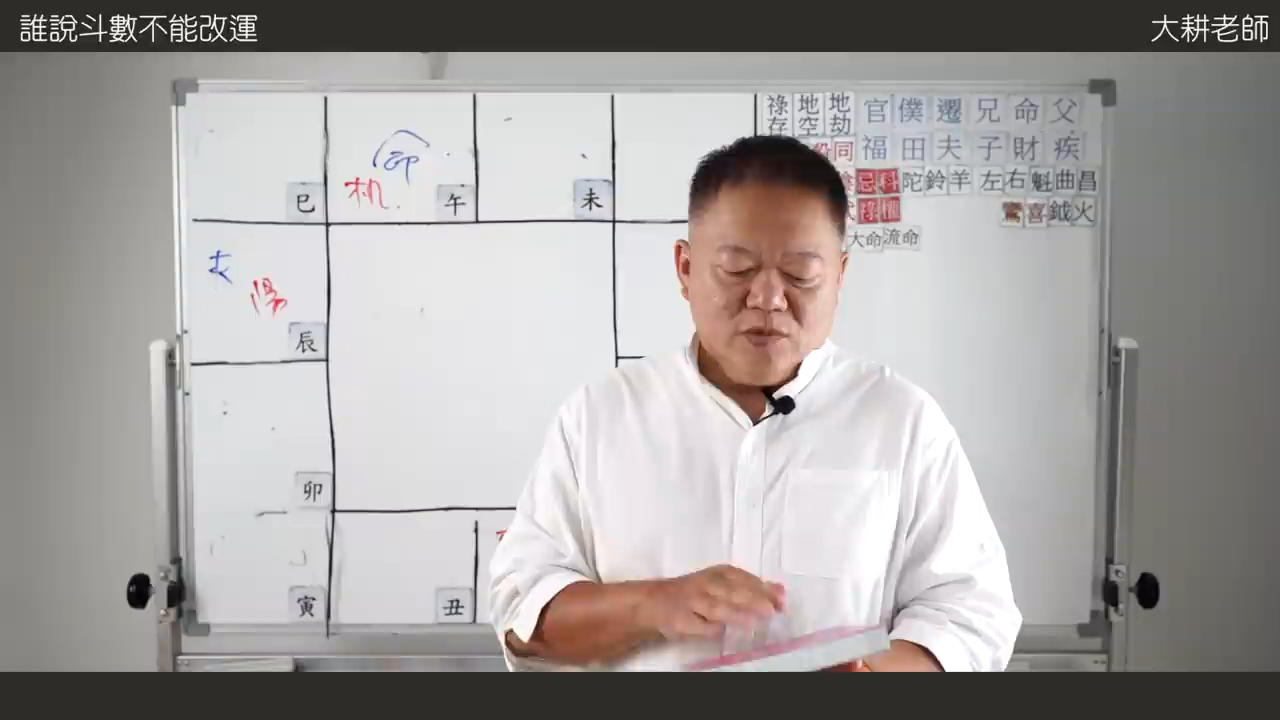 誰說斗數不能改運
大耕老師
祿存 地空 地劫 官 僕 遷 兄 命 父
同 福 田 夫 子 財 疾
忌 科 陀 鈴 羊 左 右 魁 曲 昌
祿 權 鸞 喜 鉞 火
大命 流命
命
机
巳
午
未
夫
陽
辰
卯
寅
丑